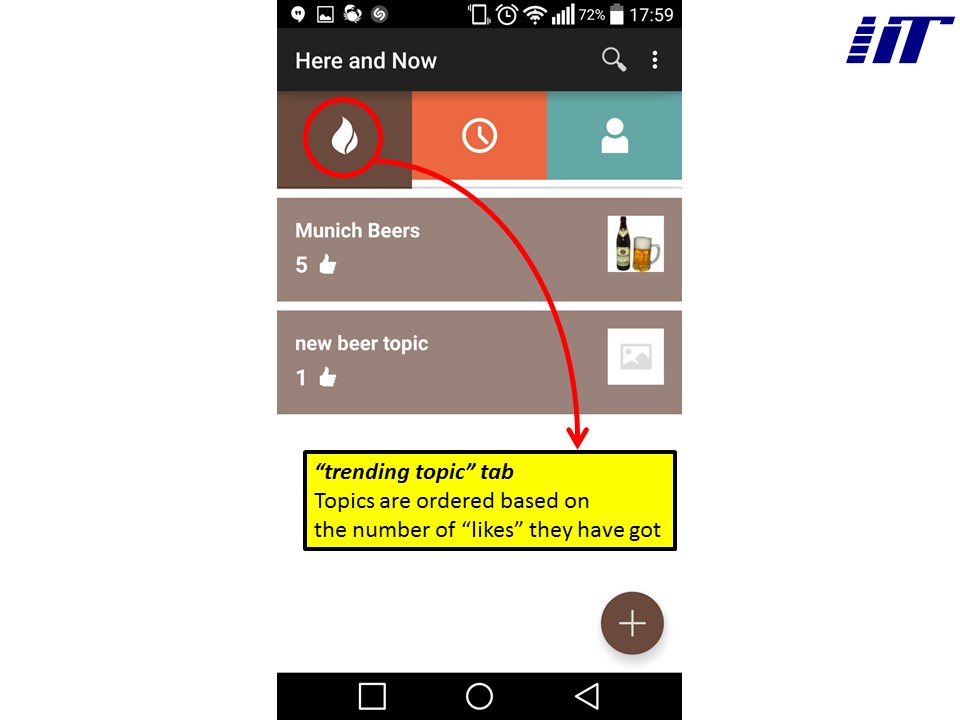 72% 17:59
IIT
Here and Now
Munich Beers
5
new beer topic
1
“trending topic” tab
Topics are ordered based on
the number of “likes” they have got